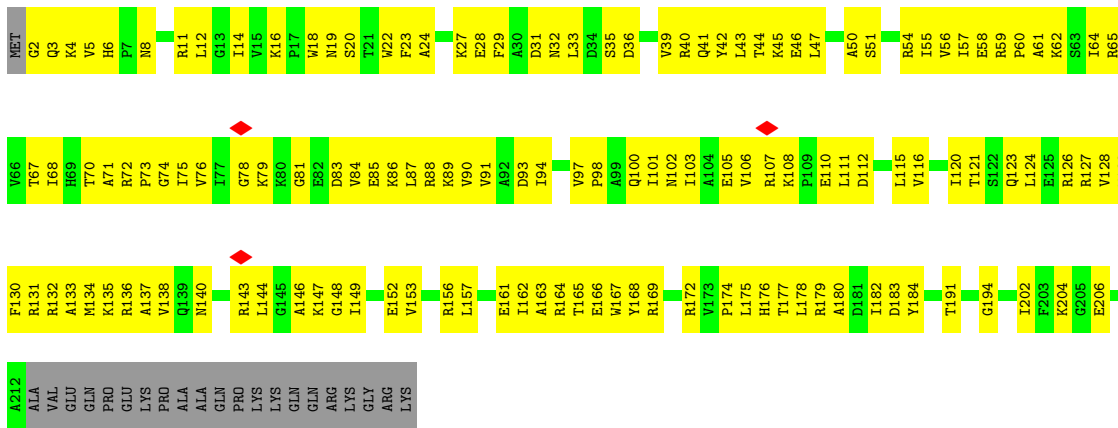 MET G2 Q3 K4 V5 H6 P7 N8 R11 L12 G13 I14 V15 K16 P17 W18 N19 S20 T21 W22 F23 A24 K27 E28 F29 A30 D31 N32 L33 D34 S35 D36 V39 R40 Q41 Y42 L43 T44 K45 E46 L47 A50 S51 R54 I55 V56 I57 E58 R59 P60 A61 K62 S63 I64 R65
V66 T67 I68 H69 T70 A71 R72 P73 G74 I75 V76 I77 G78 K79 K80 G81 E82 D83 V84 E85 K86 L87 R88 K89 V90 V91 A92 D93 I94 V97 P98 A99 Q100 I101 N102 I103 A104 E105 V106 R107 K108 P109 E110 L111 D112 L115 V116 I120 T121 S122 Q123 L124 E125 R126 R127 V128
F130 R131 R132 A133 M134 K135 R136 A137 V138 Q139 N140 R143 L144 G145 A146 K147 G148 I149 E152 V153 R156 L157 E161 I162 A163 R164 T165 E166 W167 Y168 R169 R172 V173 P174 L175 H176 T177 L178 R179 A180 D181 I182 D183 Y184 T191 G194 I202 F203 K204 G205 E206
A212 ALA VAL GLU GLN PRO GLU LYS PRO ALA ALA GLN PRO LYS LYS GLN GLN ARG LYS GLY ARG LYS